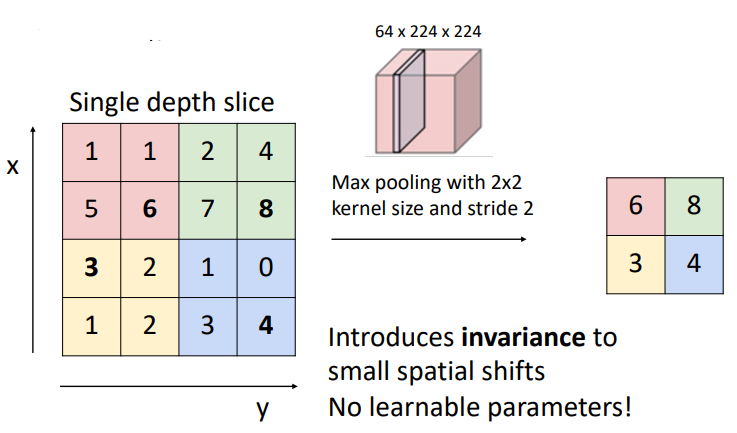 64 x 224 x 224
Single depth slice
x
1 1 2 4
5 6 7 8
3 2 1 0
1 2 3 4
y
Max pooling with 2x2
kernel size and stride 2
6 8
3 4
Introduces invariance to
small spatial shifts
No learnable parameters!